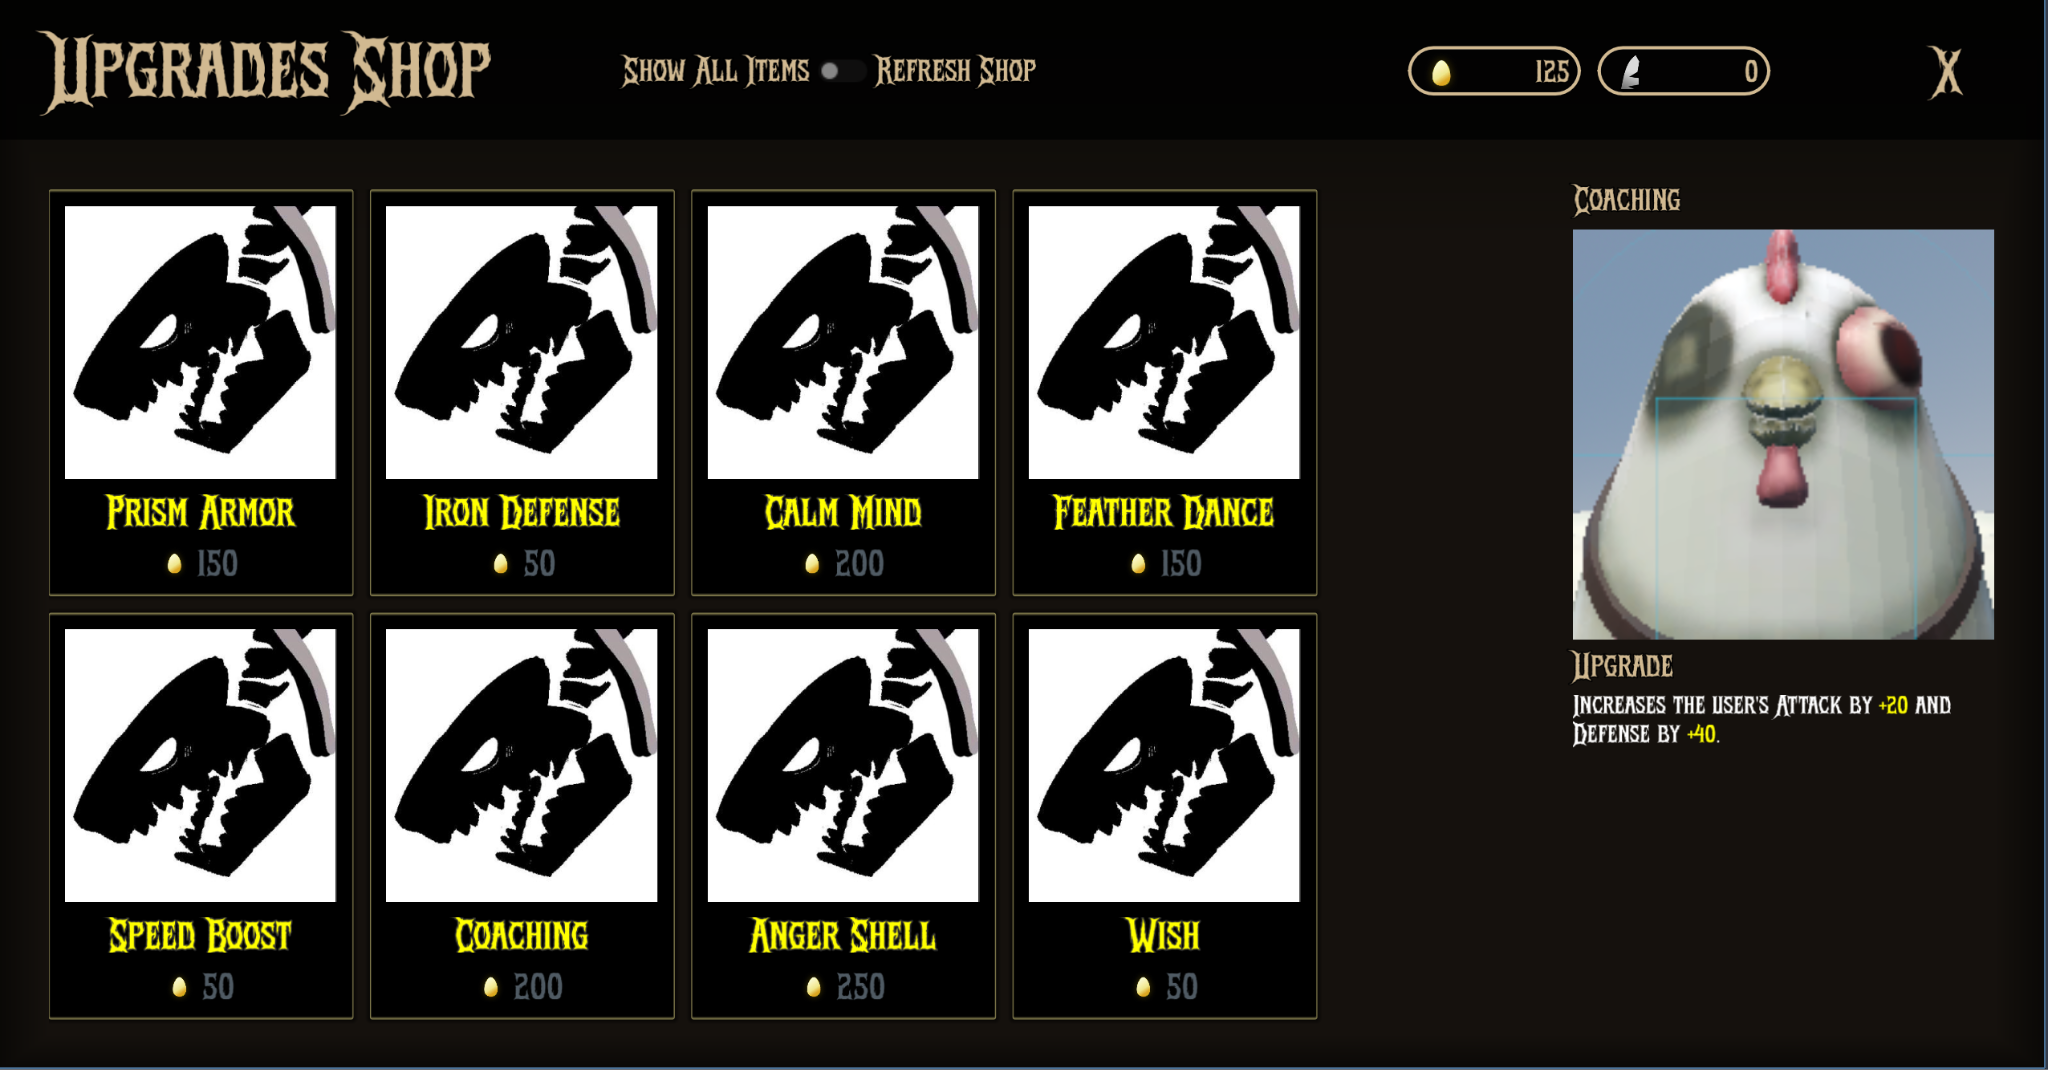 Upgrades Shop
Show All Items
Refresh Shop
125
0
X
Prism Armor
150
Iron Defense
50
Calm Mind
200
Feather Dance
150
Speed Boost
50
Coaching
200
Anger Shell
250
Wish
50
Coaching
Upgrade
Increases the user's Attack by +20 and
Defense by +40.